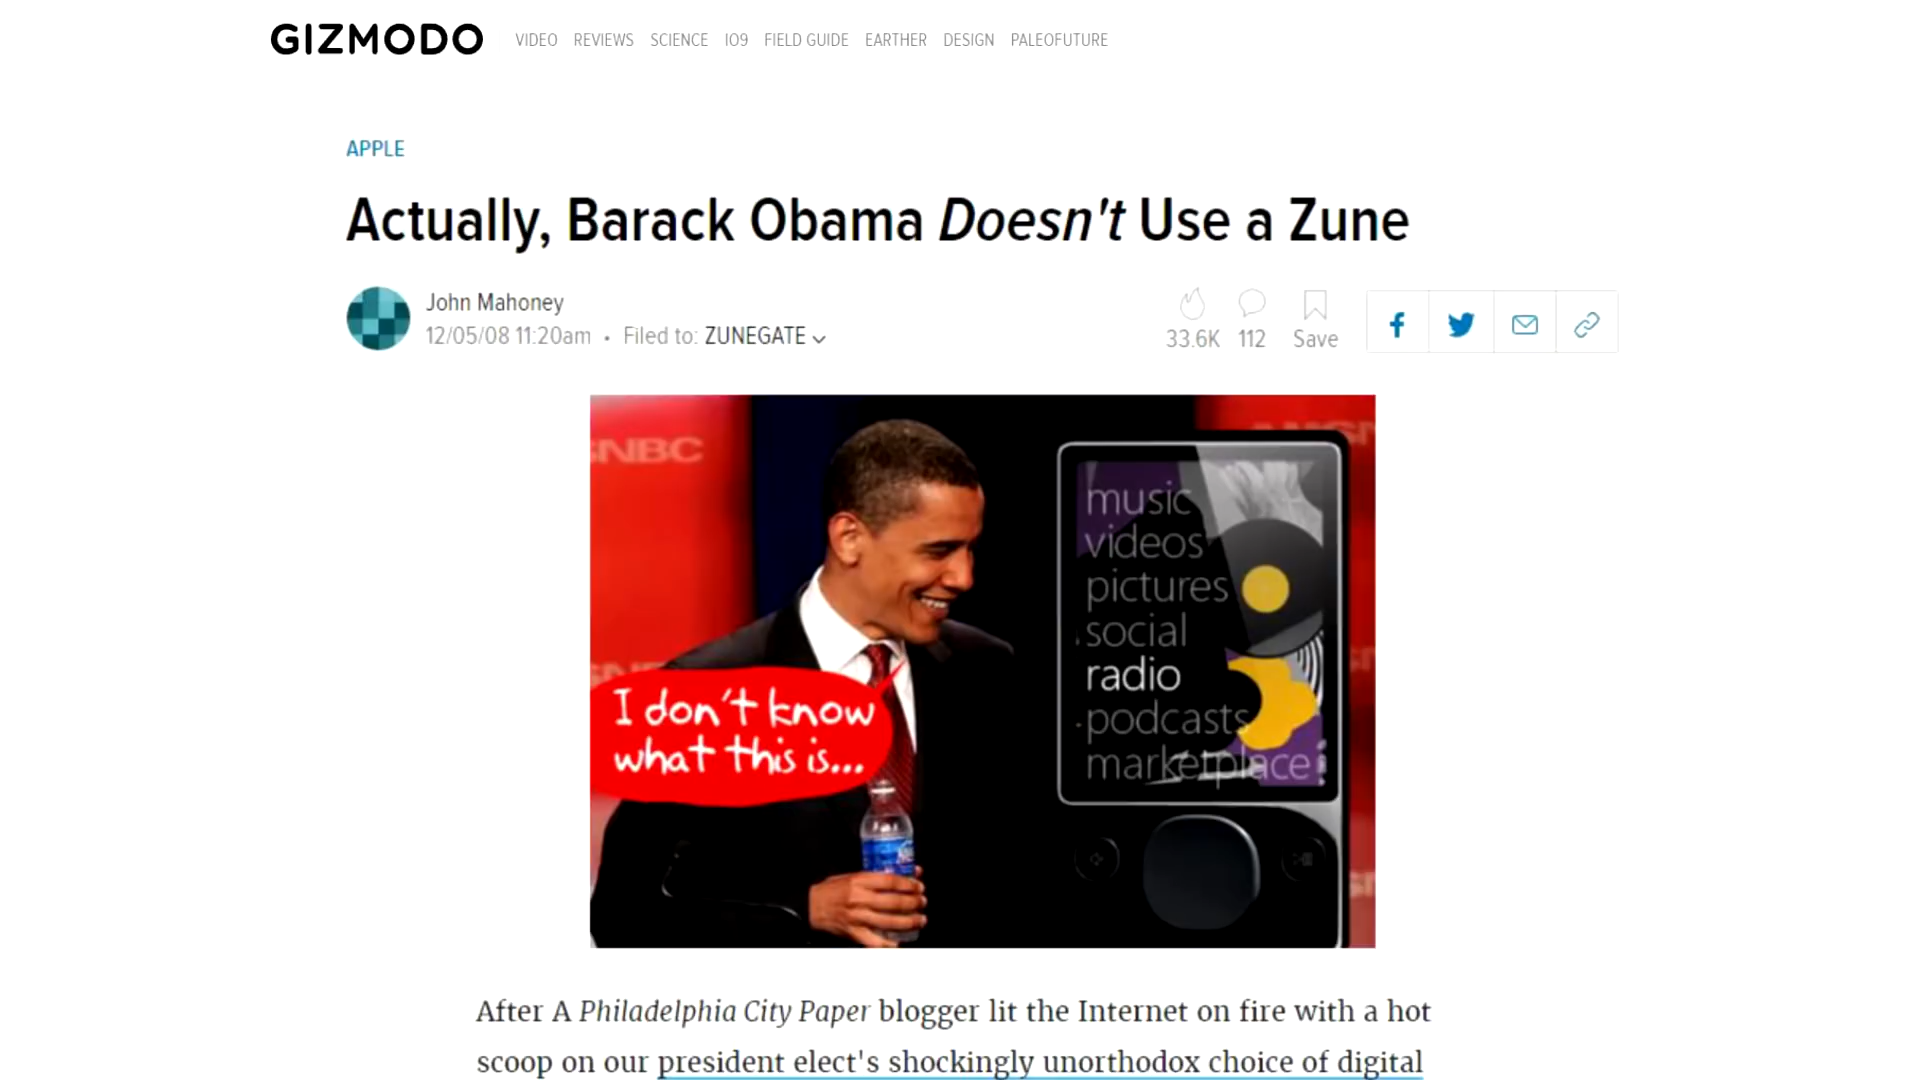 GIZMODO VIDEO REVIEWS SCIENCE IO9 FIELD GUIDE EARTHER DESIGN PALEOFUTURE
APPLE
Actually, Barack Obama Doesn't Use a Zune
John Mahoney
12/05/08 11:20am • Filed to: ZUNEGATE
33.6K 112 Save
SNBC
music
videos
pictures
social
radio
podcasts
marketplace
I don't know
what this is...
After A Philadelphia City Paper blogger lit the Internet on fire with a hot
scoop on our president elect's shockingly unorthodox choice of digital